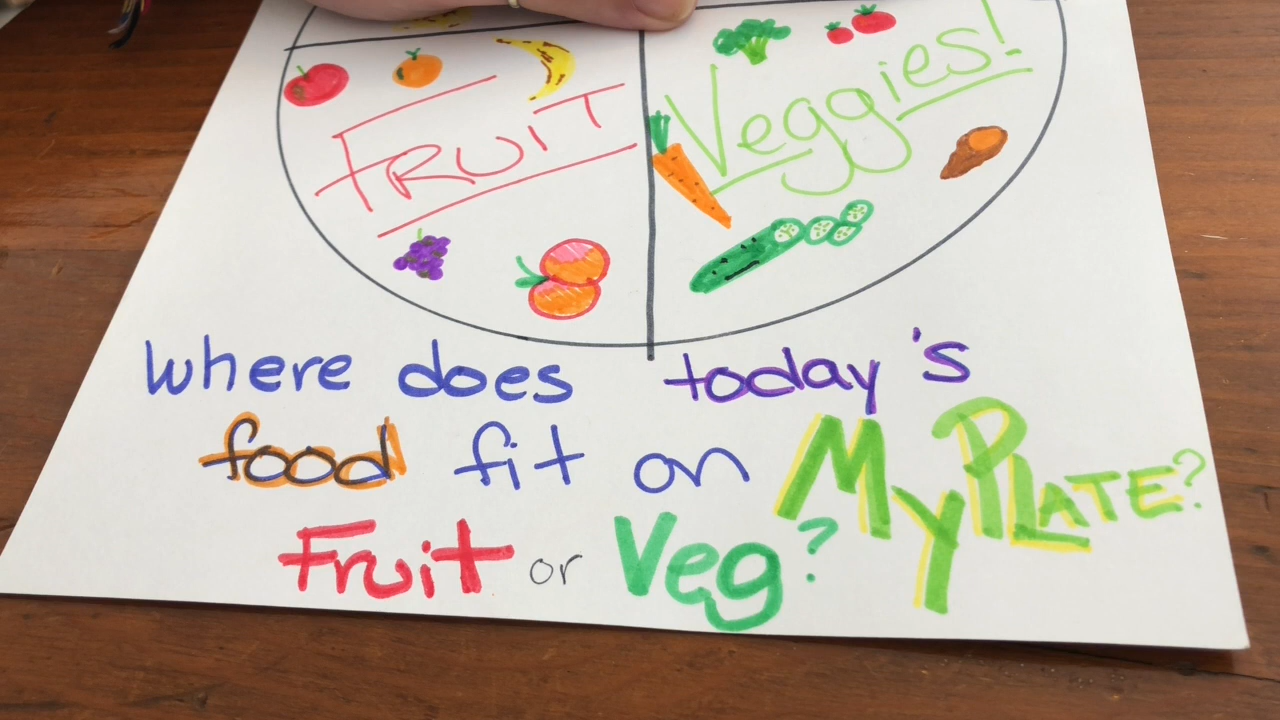 FRUIT
Veggies!
where does today's
food fit on MyPLATE?
Fruit or Veg?